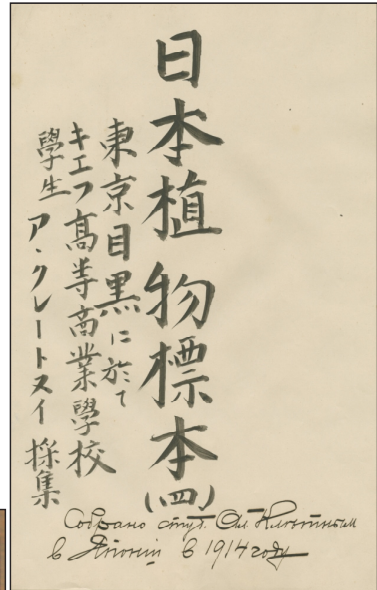 日本植物標本(四)
東京目黒に於て
キエフ高等商業學校
學生 ア・クレートヌイ 採集
Собрано студ. Ал.
в Японіи в 1914 году